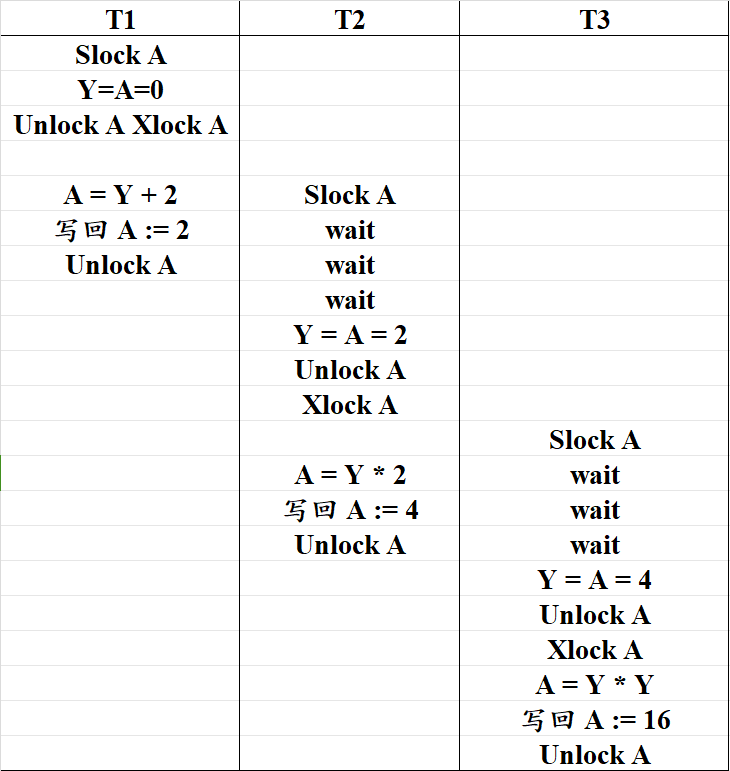 T1 T2 T3
Slock A
Y=A=0
Unlock A Xlock A
A = Y + 2 Slock A
写回 A := 2 wait
Unlock A wait
wait
Y = A = 2
Unlock A
Xlock A
Slock A
A = Y * 2 wait
写回 A := 4 wait
Unlock A wait
Y = A = 4
Unlock A
Xlock A
A = Y * Y
写回 A := 16
Unlock A